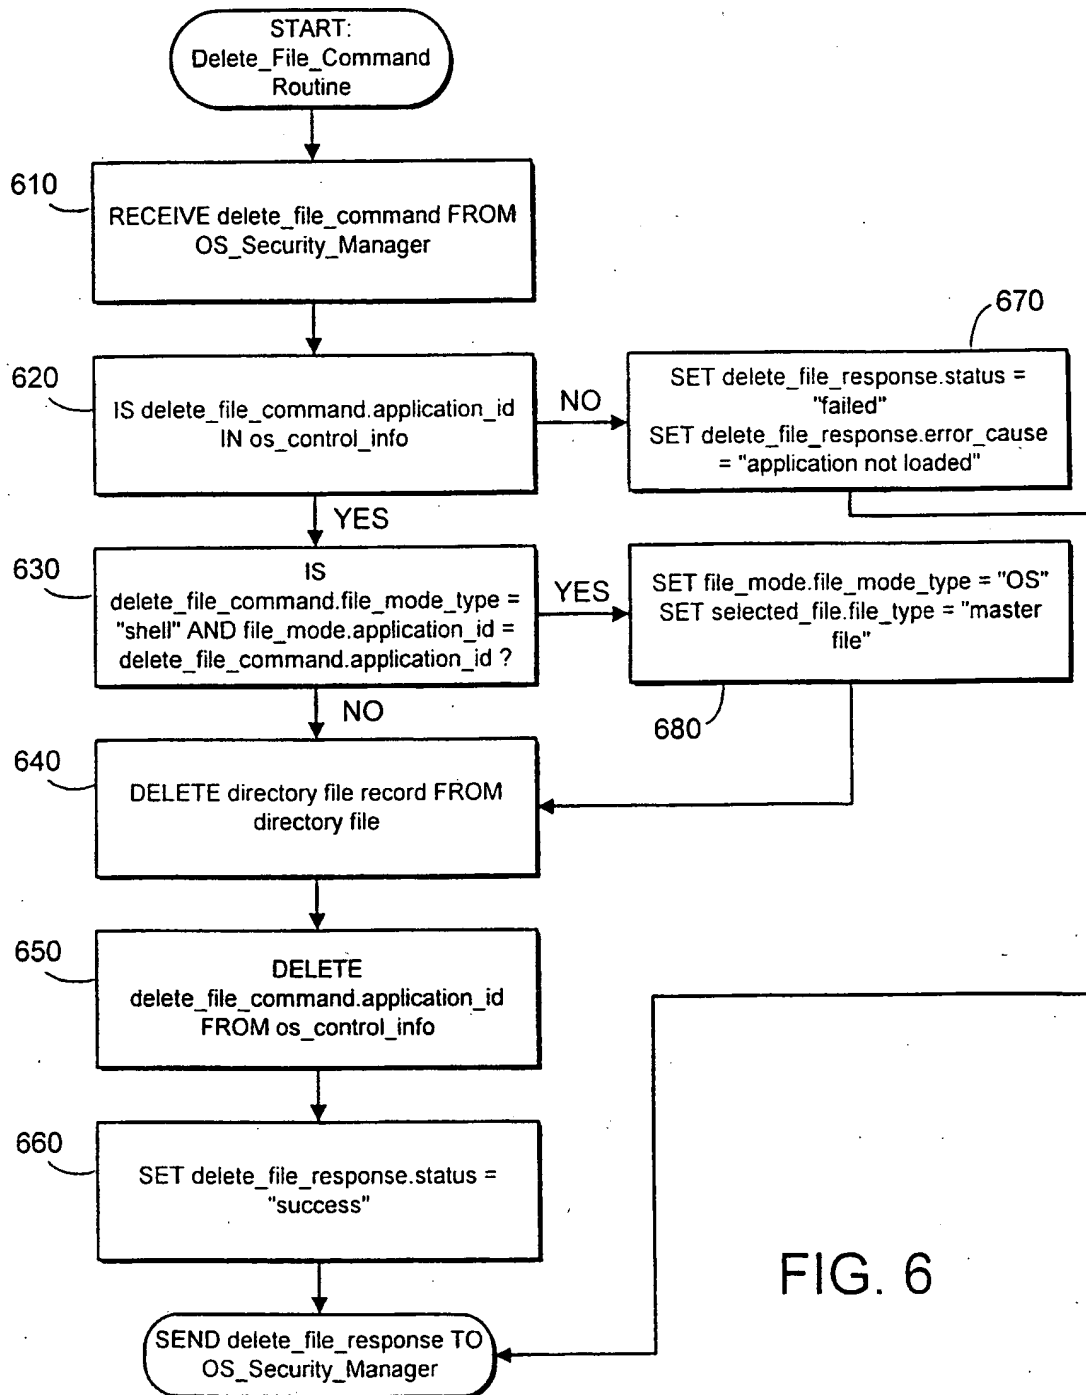 START:
Delete_File_Command
Routine
610
RECEIVE delete_file_command FROM
OS_Security_Manager
670
620
IS delete_file_command.application_id
IN os_control_info
NO
SET delete_file_response.status =
"failed"
SET delete_file_response.error_cause
= "application not loaded"
YES
630
IS
delete_file_command.file_mode_type =
"shell" AND file_mode.application_id =
delete_file_command.application_id ?
YES
SET file_mode.file_mode_type = "OS"
SET selected_file.file_type = "master
file"
680
NO
640
DELETE directory file record FROM
directory file
650
DELETE
delete_file_command.application_id
FROM os_control_info
660
SET delete_file_response.status =
"success"
FIG. 6
SEND delete_file_response TO
OS_Security_Manager